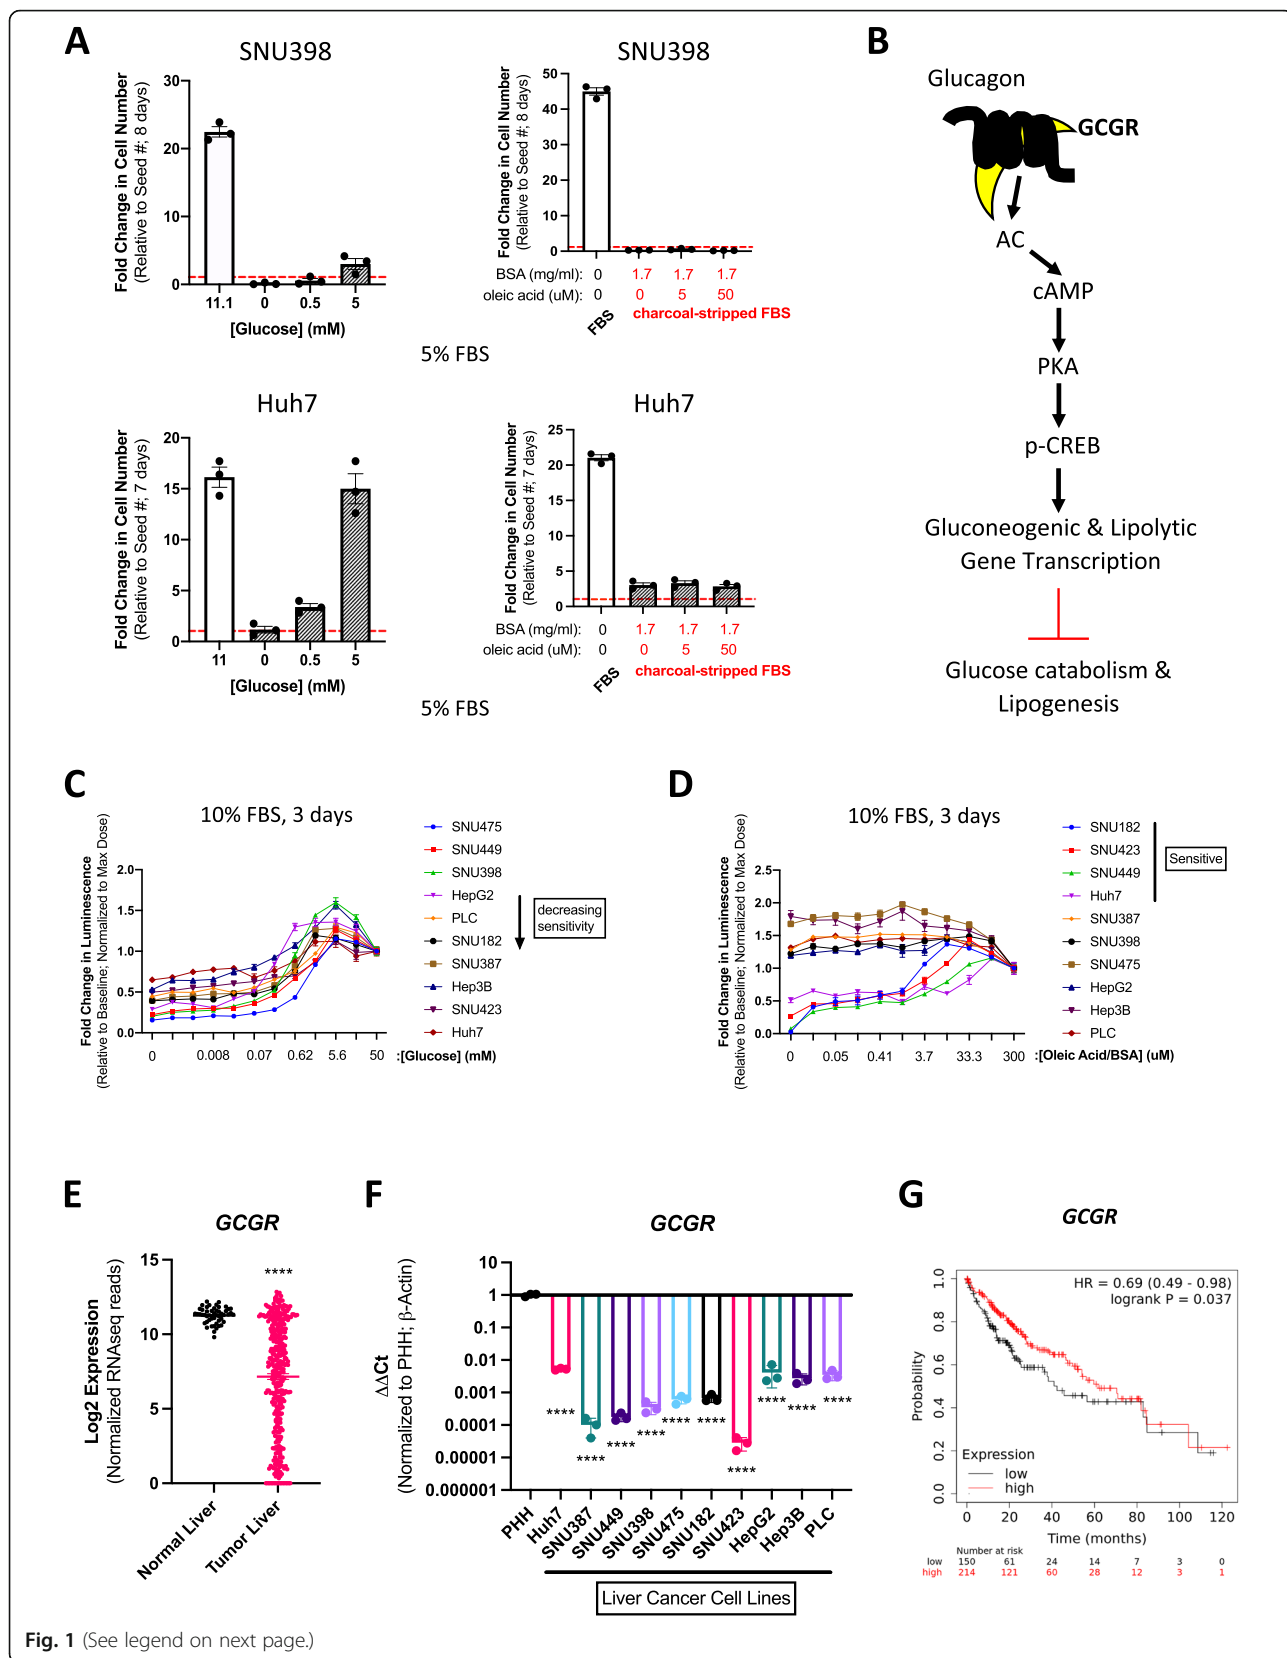 A
SNU398
Fold Change in Cell Number
(Relative to Seed #; 8 days)
30
20
10
0
11.1 0 0.5 5
[Glucose] (mM)
SNU398
Fold Change in Cell Number
(Relative to Seed #; 8 days)
50
40
30
20
10
0
BSA (mg/ml): 0 1.7 1.7 1.7
oleic acid (uM): 0 0 5 50
FBS
charcoal-stripped FBS
5% FBS
Huh7
Fold Change in Cell Number
(Relative to Seed #; 7 days)
20
15
10
5
0
11 0 0.5 5
[Glucose] (mM)
Huh7
Fold Change in Cell Number
(Relative to Seed #; 7 days)
25
20
15
10
5
0
BSA (mg/ml): 0 1.7 1.7 1.7
oleic acid (uM): 0 0 5 50
FBS
charcoal-stripped FBS
5% FBS
B
Glucagon
GCGR
AC
cAMP
PKA
p-CREB
Gluconeogenic & Lipolytic
Gene Transcription
Glucose catabolism &
Lipogenesis
C
10% FBS, 3 days
Fold Change in Luminescence
(Relative to Baseline; Normalized to Max Dose)
2.0
1.5
1.0
0.5
0.0
0 0.008 0.07 0.62 5.6 50 :[Glucose] (mM)
SNU475
SNU449
SNU398
HepG2
PLC
SNU182
SNU387
Hep3B
SNU423
Huh7
decreasing
sensitivity
D
10% FBS, 3 days
Fold Change in Luminescence
(Relative to Baseline; Normalized to Max Dose)
2.5
2.0
1.5
1.0
0.5
0.0
0 0.05 0.41 3.7 33.3 300 :[Oleic Acid/BSA] (uM)
SNU182
SNU423
SNU449
Huh7
SNU387
SNU398
SNU475
HepG2
Hep3B
PLC
Sensitive
E
GCGR
Log2 Expression
(Normalized RNAseq reads)
15
10
5
0
****
Normal Liver
Tumor Liver
F
GCGR
ΔΔCt
(Normalized to PHH; β-Actin)
10
1
0.1
0.01
0.001
0.0001
0.00001
0.000001
**** **** **** **** **** **** **** **** **** ****
PHH
Huh7
SNU387
SNU449
SNU398
SNU475
SNU182
SNU423
HepG2
Hep3B
PLC
Liver Cancer Cell Lines
G
GCGR
HR = 0.69 (0.49 - 0.98)
logrank P = 0.037
Probability
1.0
0.8
0.6
0.4
0.2
0.0
Expression
low
high
0 20 40 60 80 100 120
Time (months)
Number at risk
low 150 61 24 14 7 3 0
high 214 121 60 28 12 3 1
Fig. 1 (See legend on next page.)